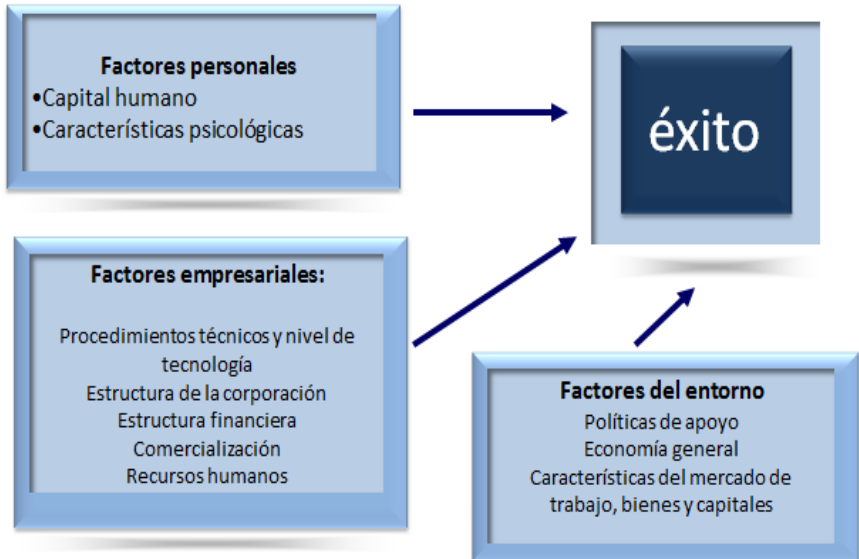 Factores personales
•Capital humano
•Características psicológicas
éxito
Factores empresariales:
Procedimientos técnicos y nivel de
tecnología
Estructura de la corporación
Estructura financiera
Comercialización
Recursos humanos
Factores del entorno
Políticas de apoyo
Economía general
Características del mercado de
trabajo, bienes y capitales